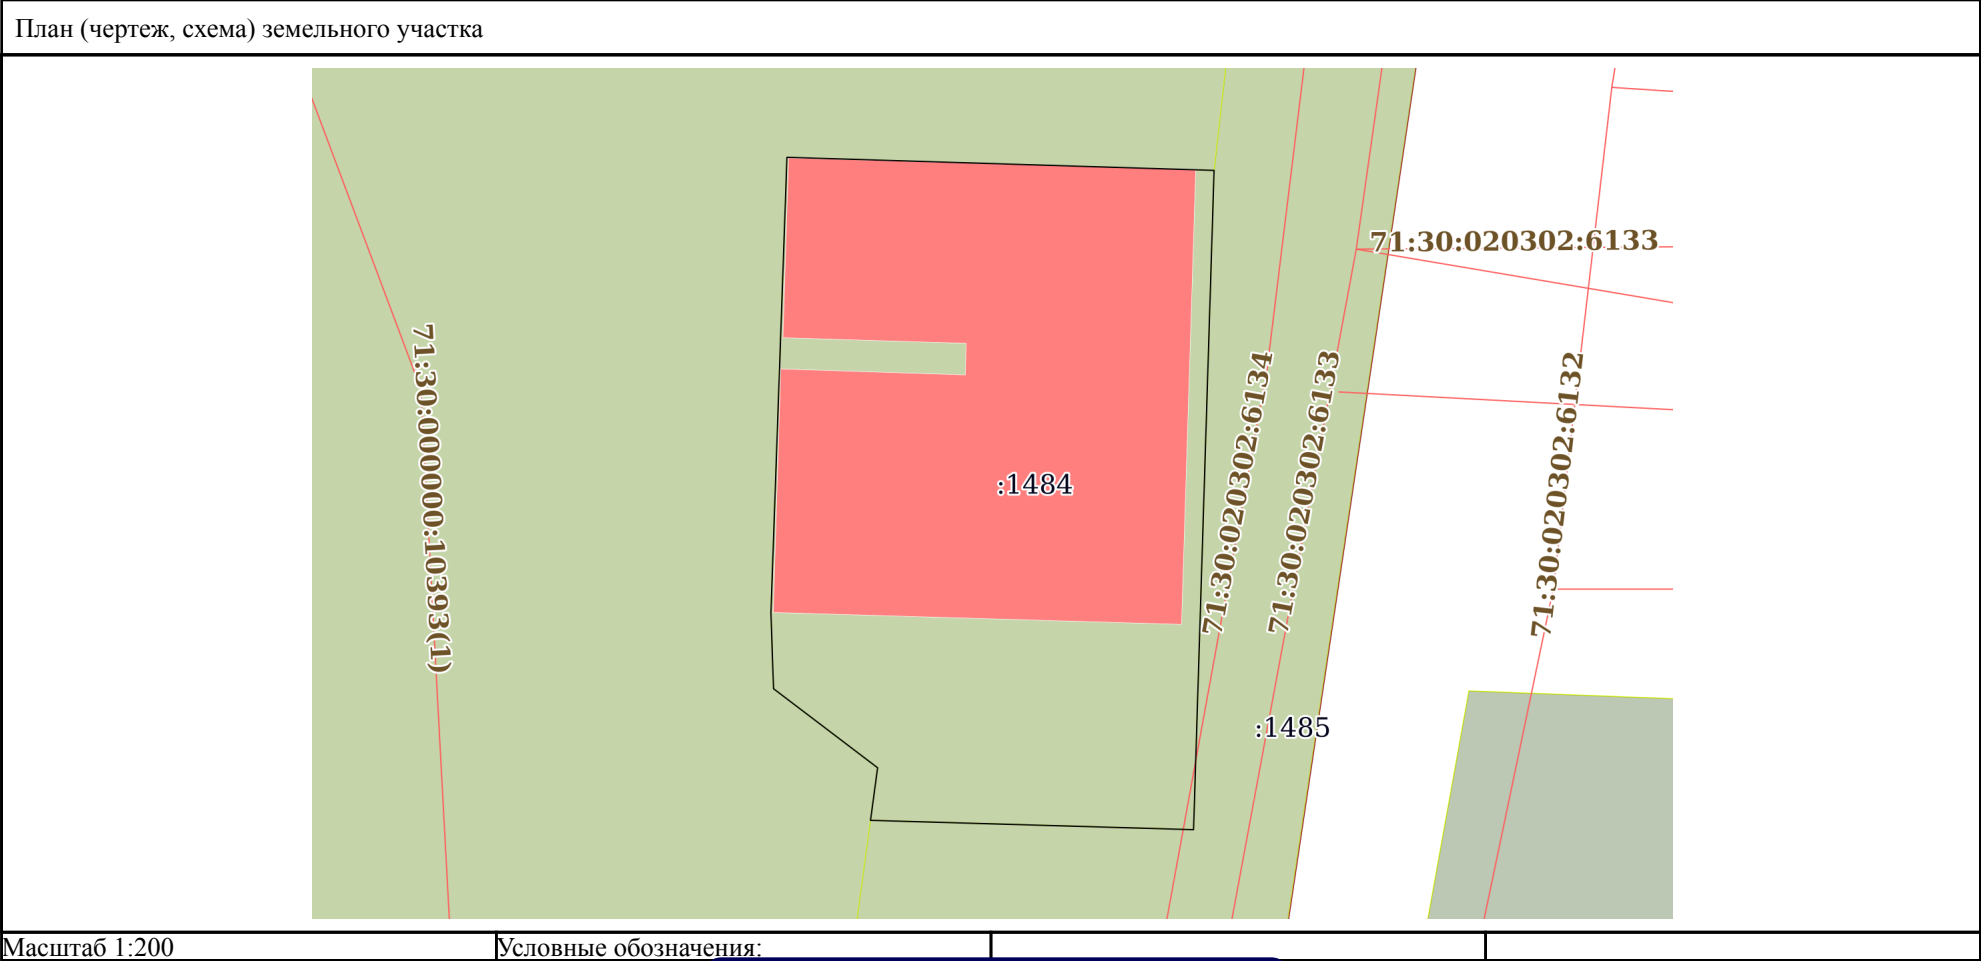 План (чертеж, схема) земельного участка
71:30:020302:6133
71:30:000000:10393(1)
71:30:020302:6134
71:30:020302:6133
71:30:020302:6132
:1484
:1485
Масштаб 1:200
Условные обозначения: